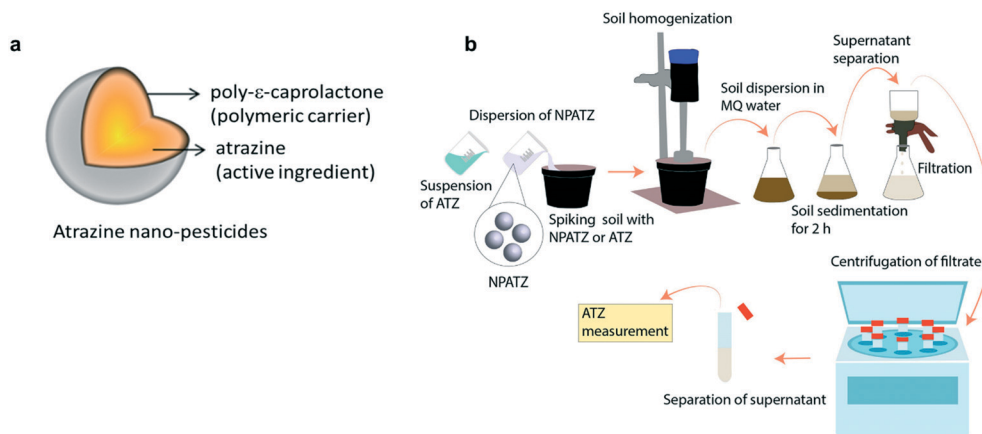 a
poly-ε-caprolactone
(polymeric carrier)
atrazine
(active ingredient)
Atrazine nano-pesticides
b
Soil homogenization
Supernatant
separation
Soil dispersion in
MQ water
Dispersion of NPATZ
Suspension
of ATZ
Spiking soil with
NPATZ or ATZ
NPATZ
Filtration
Soil sedimentation
for 2 h
Centrifugation of filtrate
ATZ
measurement
Separation of supernatant